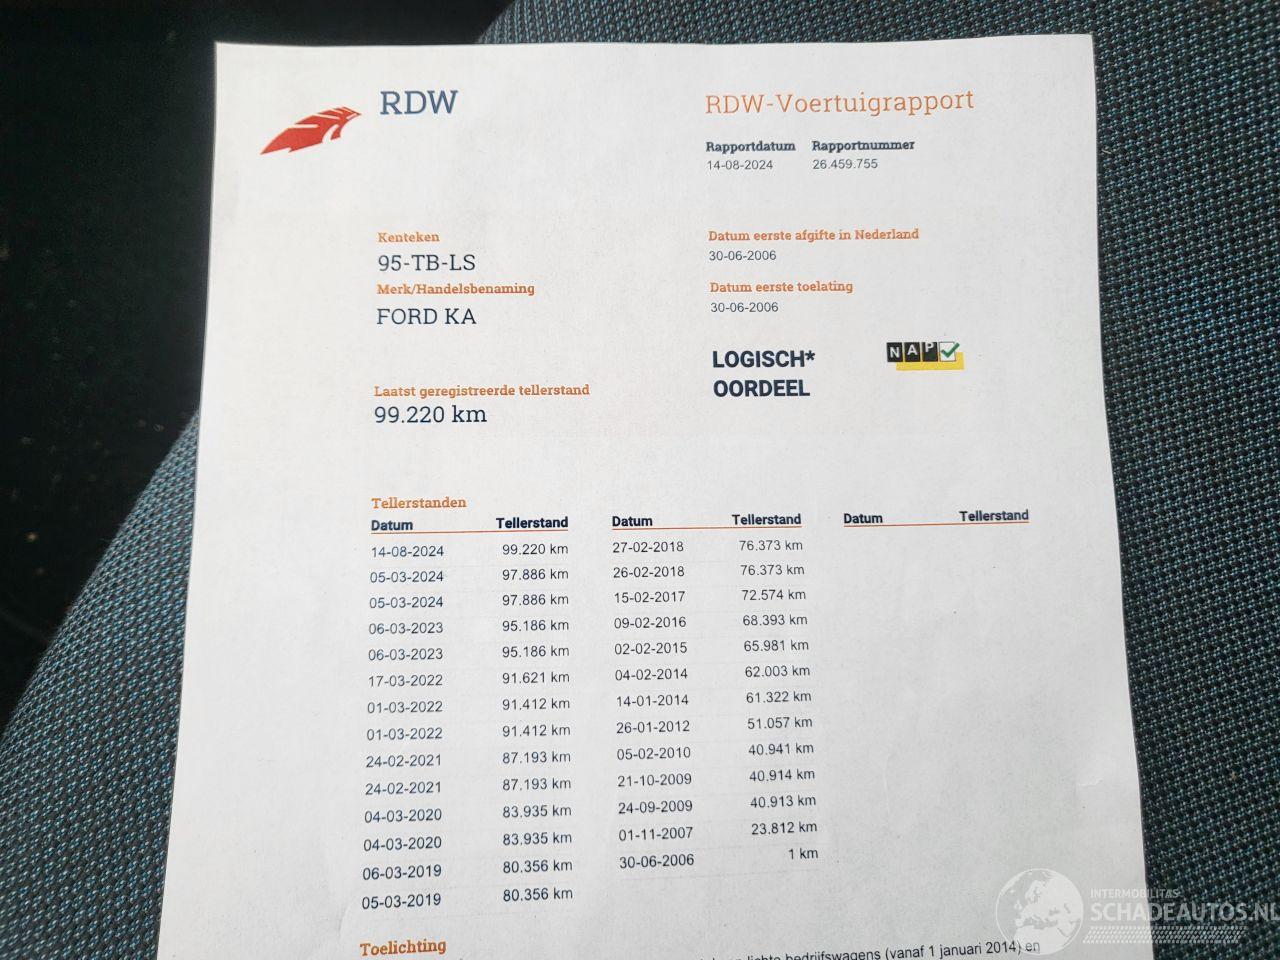 RDW
RDW-Voertuigrapport
Rapportdatum Rapportnummer
14-08-2024 26.459.755
Kenteken
95-TB-LS
Merk/Handelsbenaming
FORD KA
Datum eerste afgifte in Nederland
30-06-2006
Datum eerste toelating
30-06-2006
LOGISCH*
OORDEEL
NAP
Laatst geregistreerde tellerstand
99.220 km
Tellerstanden
Datum Tellerstand
14-08-2024 99.220 km
05-03-2024 97.886 km
05-03-2024 97.886 km
06-03-2023 95.186 km
06-03-2023 95.186 km
17-03-2022 91.621 km
01-03-2022 91.412 km
01-03-2022 91.412 km
24-02-2021 87.193 km
24-02-2021 87.193 km
04-03-2020 83.935 km
04-03-2020 83.935 km
06-03-2019 80.356 km
05-03-2019 80.356 km
Datum Tellerstand
27-02-2018 76.373 km
26-02-2018 76.373 km
15-02-2017 72.574 km
09-02-2016 68.393 km
02-02-2015 65.981 km
04-02-2014 62.003 km
14-01-2014 61.322 km
26-01-2012 51.057 km
05-02-2010 40.941 km
21-10-2009 40.914 km
24-09-2009 40.913 km
01-11-2007 23.812 km
30-06-2006 1 km
Datum Tellerstand
Toelichting
bedrijfswagens (vanaf 1 januari 2014) en
INTERMOBILITAS
SCHADEAUTOS.NL